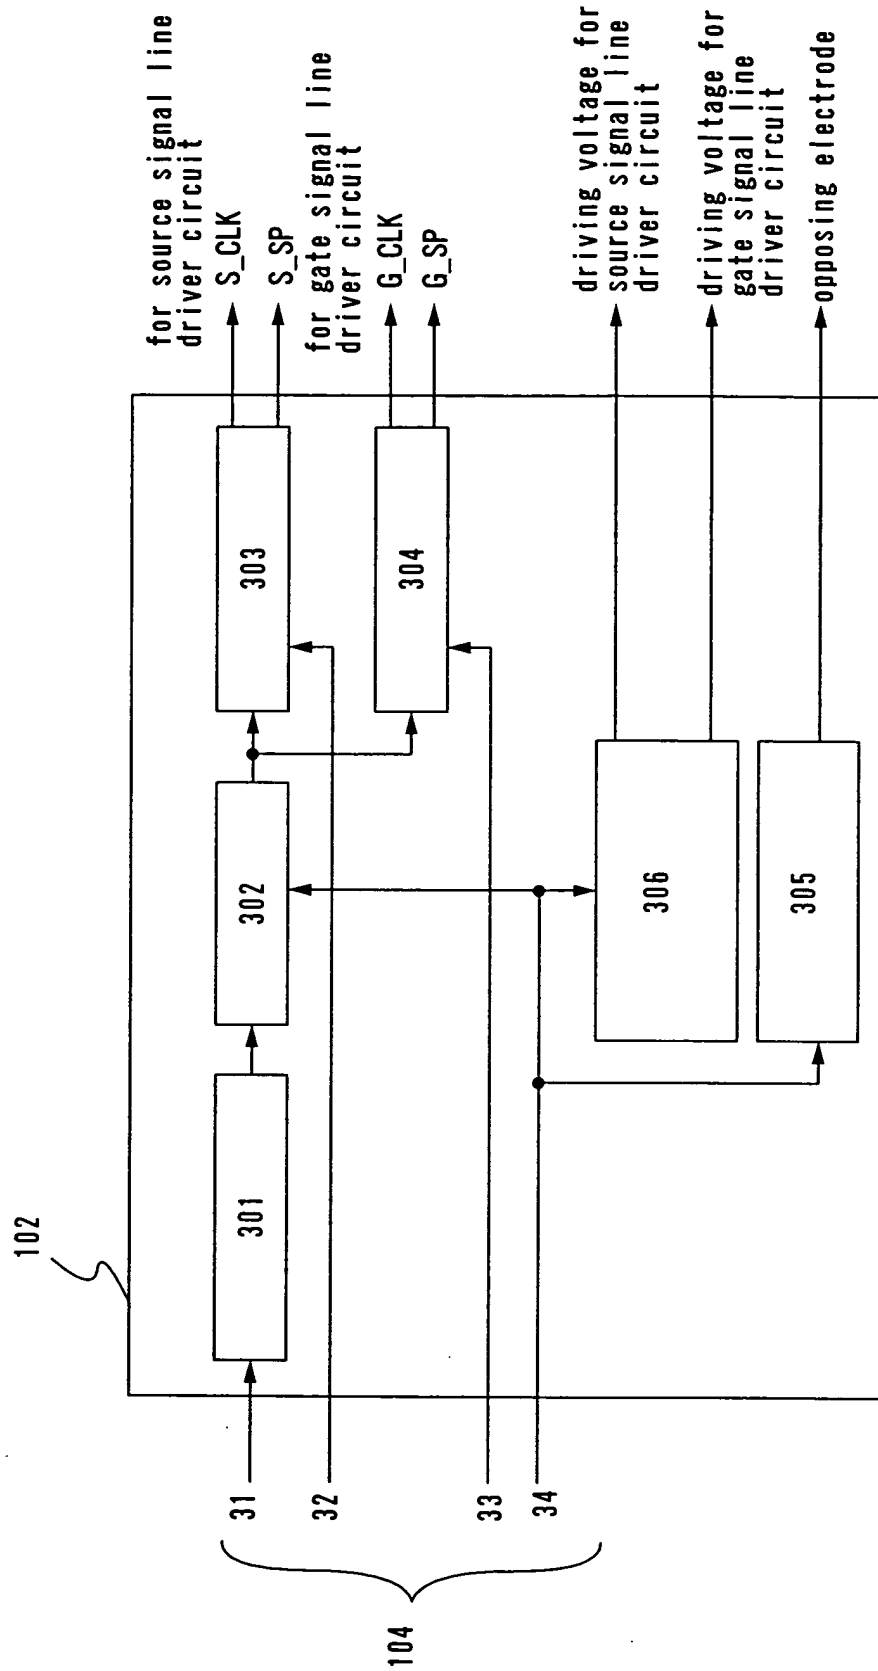 102
104
31
32
33
34
301
302
303
304
306
305
for source signal line
driver circuit
S_CLK
S_SP
for gate signal line
driver circuit
G_CLK
G_SP
driving voltage for
source signal line
driver circuit
driving voltage for
gate signal line
driver circuit
opposing electrode